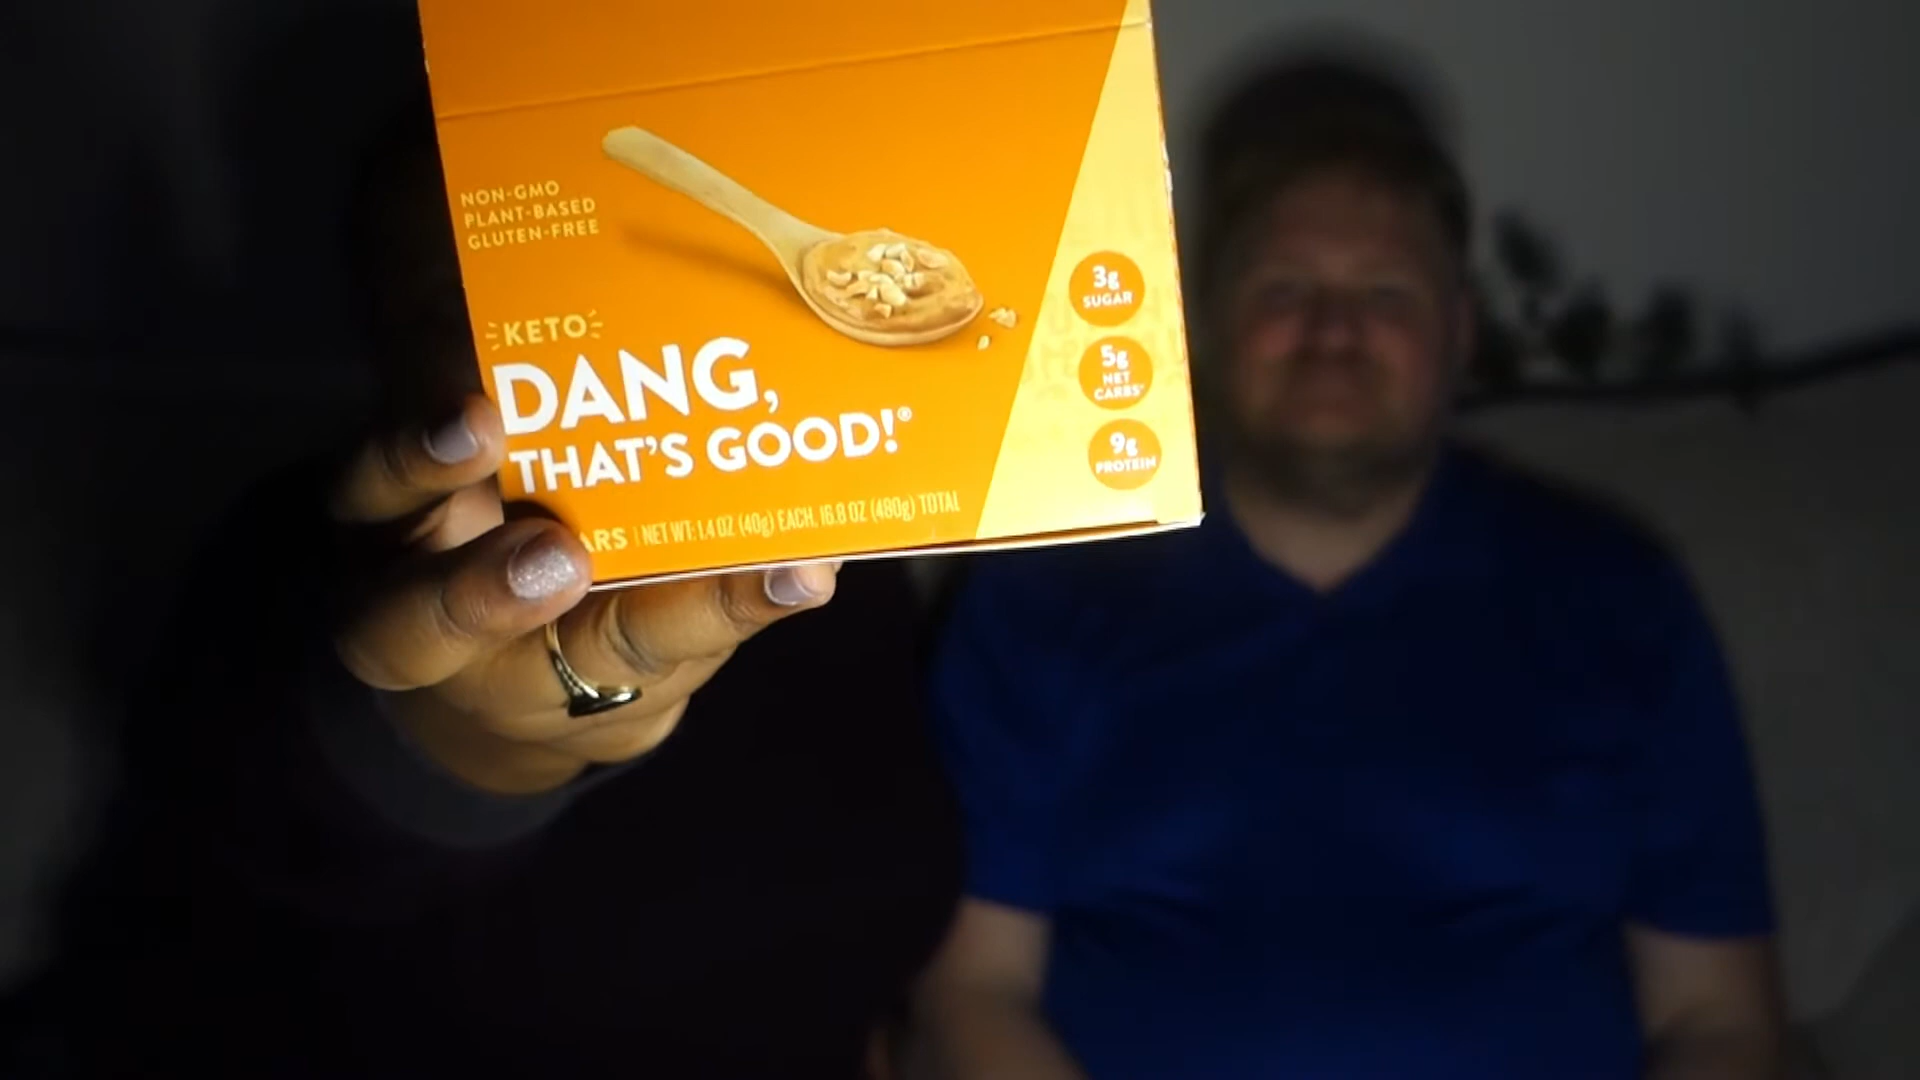 NON-GMO
PLANT-BASED
GLUTEN-FREE
KETO
DANG,
THAT'S GOOD!®
ARS | NET WT: 1.4 OZ (40g) EACH, 16.8 OZ (480g) TOTAL
3g
SUGAR
5g
NET
CARBS*
9g
PROTEIN